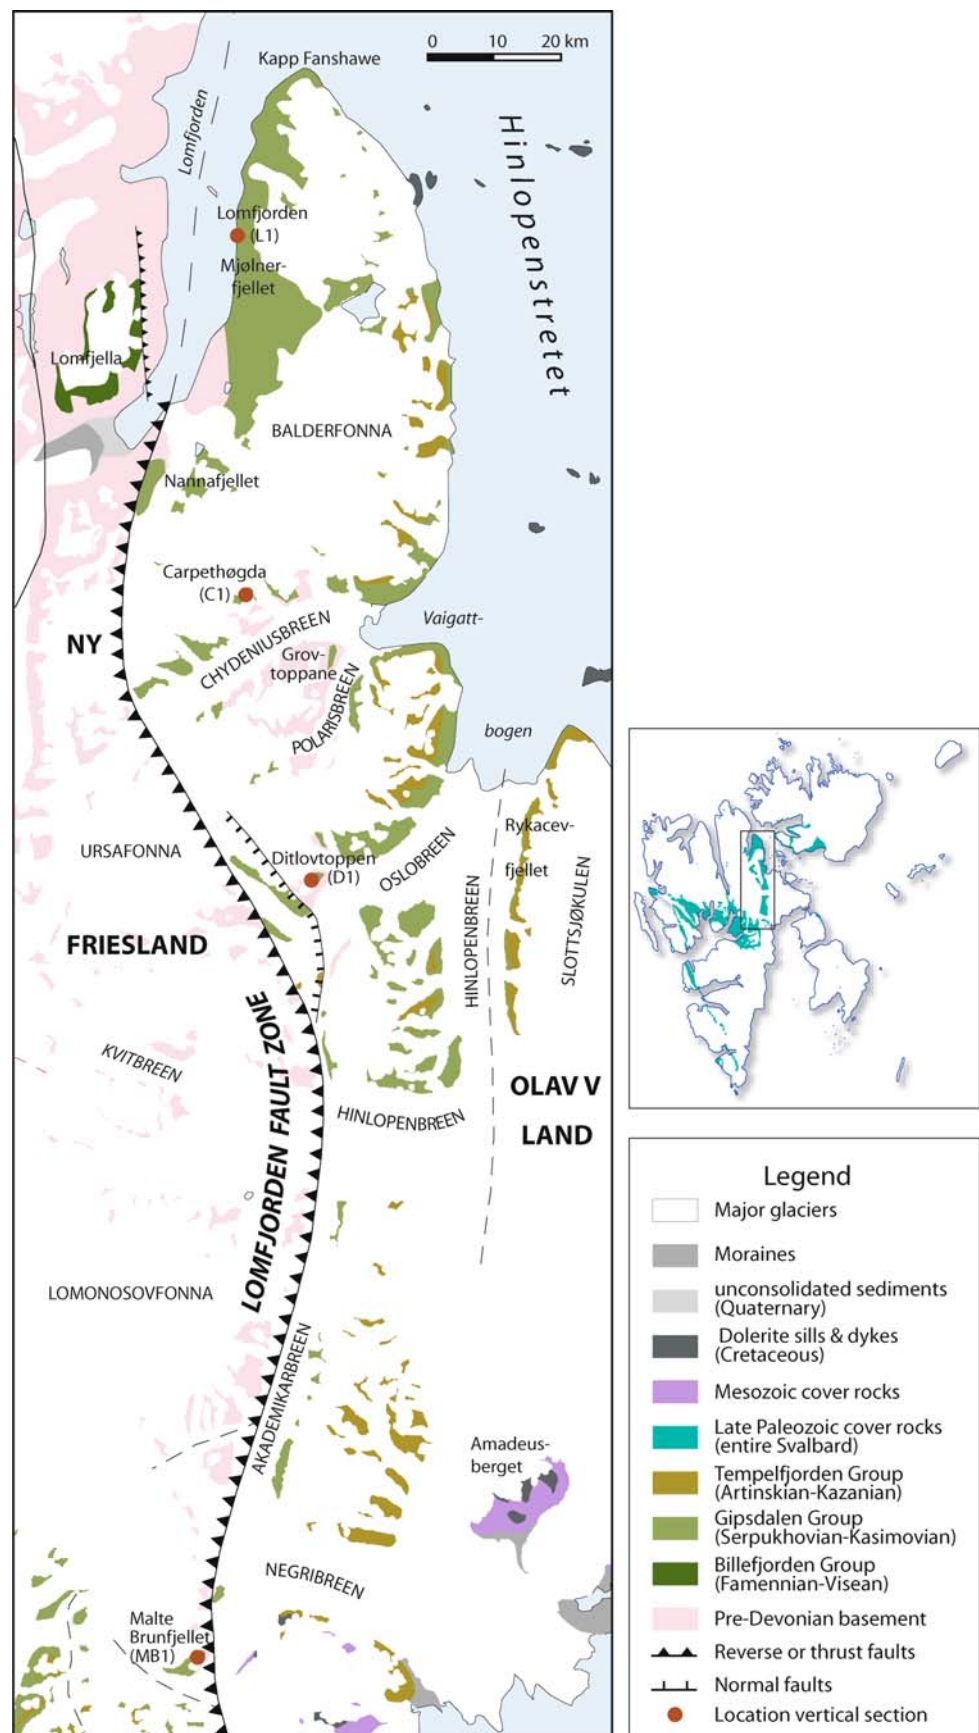 Kapp Fanshawe
0 10 20 km
Lomfjorden
Hinlopenstretet
Lomfjorden
(L1)
Mjølner-
fjellet
Lomfjella
BALDERFONNA
Nannafjellet
Carpethøgda
(C1)
Vaigatt-
CHYDENIUSBREEN
NY
Grov-
toppane
POLARISBREEN
bogen
Rykacev-
fjellet
URSAFONNA
Ditlovtoppen
(D1)
OSLOBREEN
SLOTTSJØKULEN
HINLOPENBREEN
FRIESLAND
KVITBREEN
LOMFJORDEN FAULT ZONE
OLAV V
LAND
HINLOPENBREEN
LOMONOSOVFONNA
AKADEMIKARBREEN
Amadeus-
berget
NEGRIBREEN
Malte
Brunfjellet
(MB1)
Legend
Major glaciers
Moraines
unconsolidated sediments
(Quaternary)
Dolerite sills & dykes
(Cretaceous)
Mesozoic cover rocks
Late Paleozoic cover rocks
(entire Svalbard)
Tempelfjorden Group
(Artinskian-Kazanian)
Gipsdalen Group
(Serpukhovian-Kasimovian)
Billefjorden Group
(Famennian-Visean)
Pre-Devonian basement
Reverse or thrust faults
Normal faults
Location vertical section